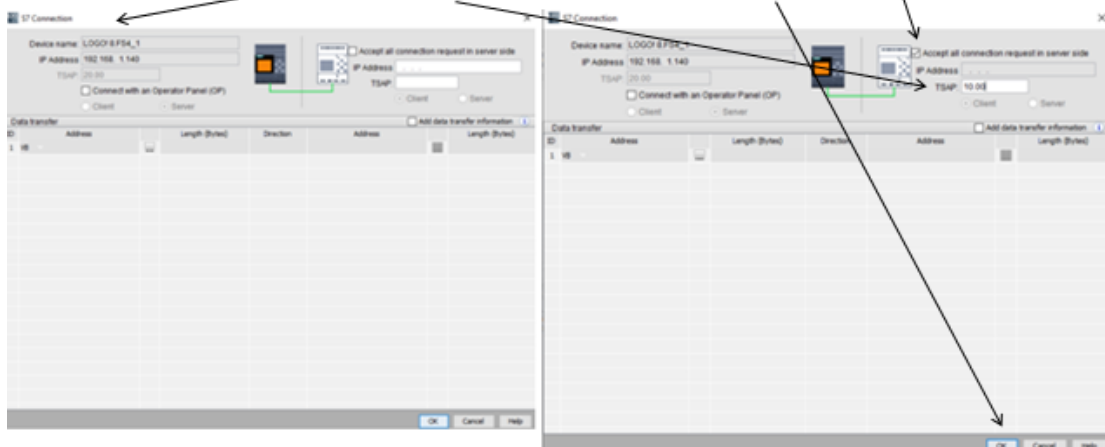 S7 Connection
Device name: LOGO! 8.FS4_1
IP Address: 192.168. 1.140
TSAP: 20.00
Connect with an Operator Panel (OP)
Client Server
Accept all connection request in server side
IP Address: . . .
TSAP:
Client Server
Data transfer
Add data transfer information
ID Address Length (Bytes) Direction Address Length (Bytes)
1 VB
OK Cancel Help
S7 Connection
Device name: LOGO! 8.FS4_1
IP Address: 192.168. 1.140
TSAP: 20.00
Connect with an Operator Panel (OP)
Client Server
Accept all connection request in server side
IP Address: . . .
TSAP: 10.00
Client Server
Data transfer
Add data transfer information
ID Address Length (Bytes) Direction Address Length (Bytes)
1 VB
OK Cancel Help